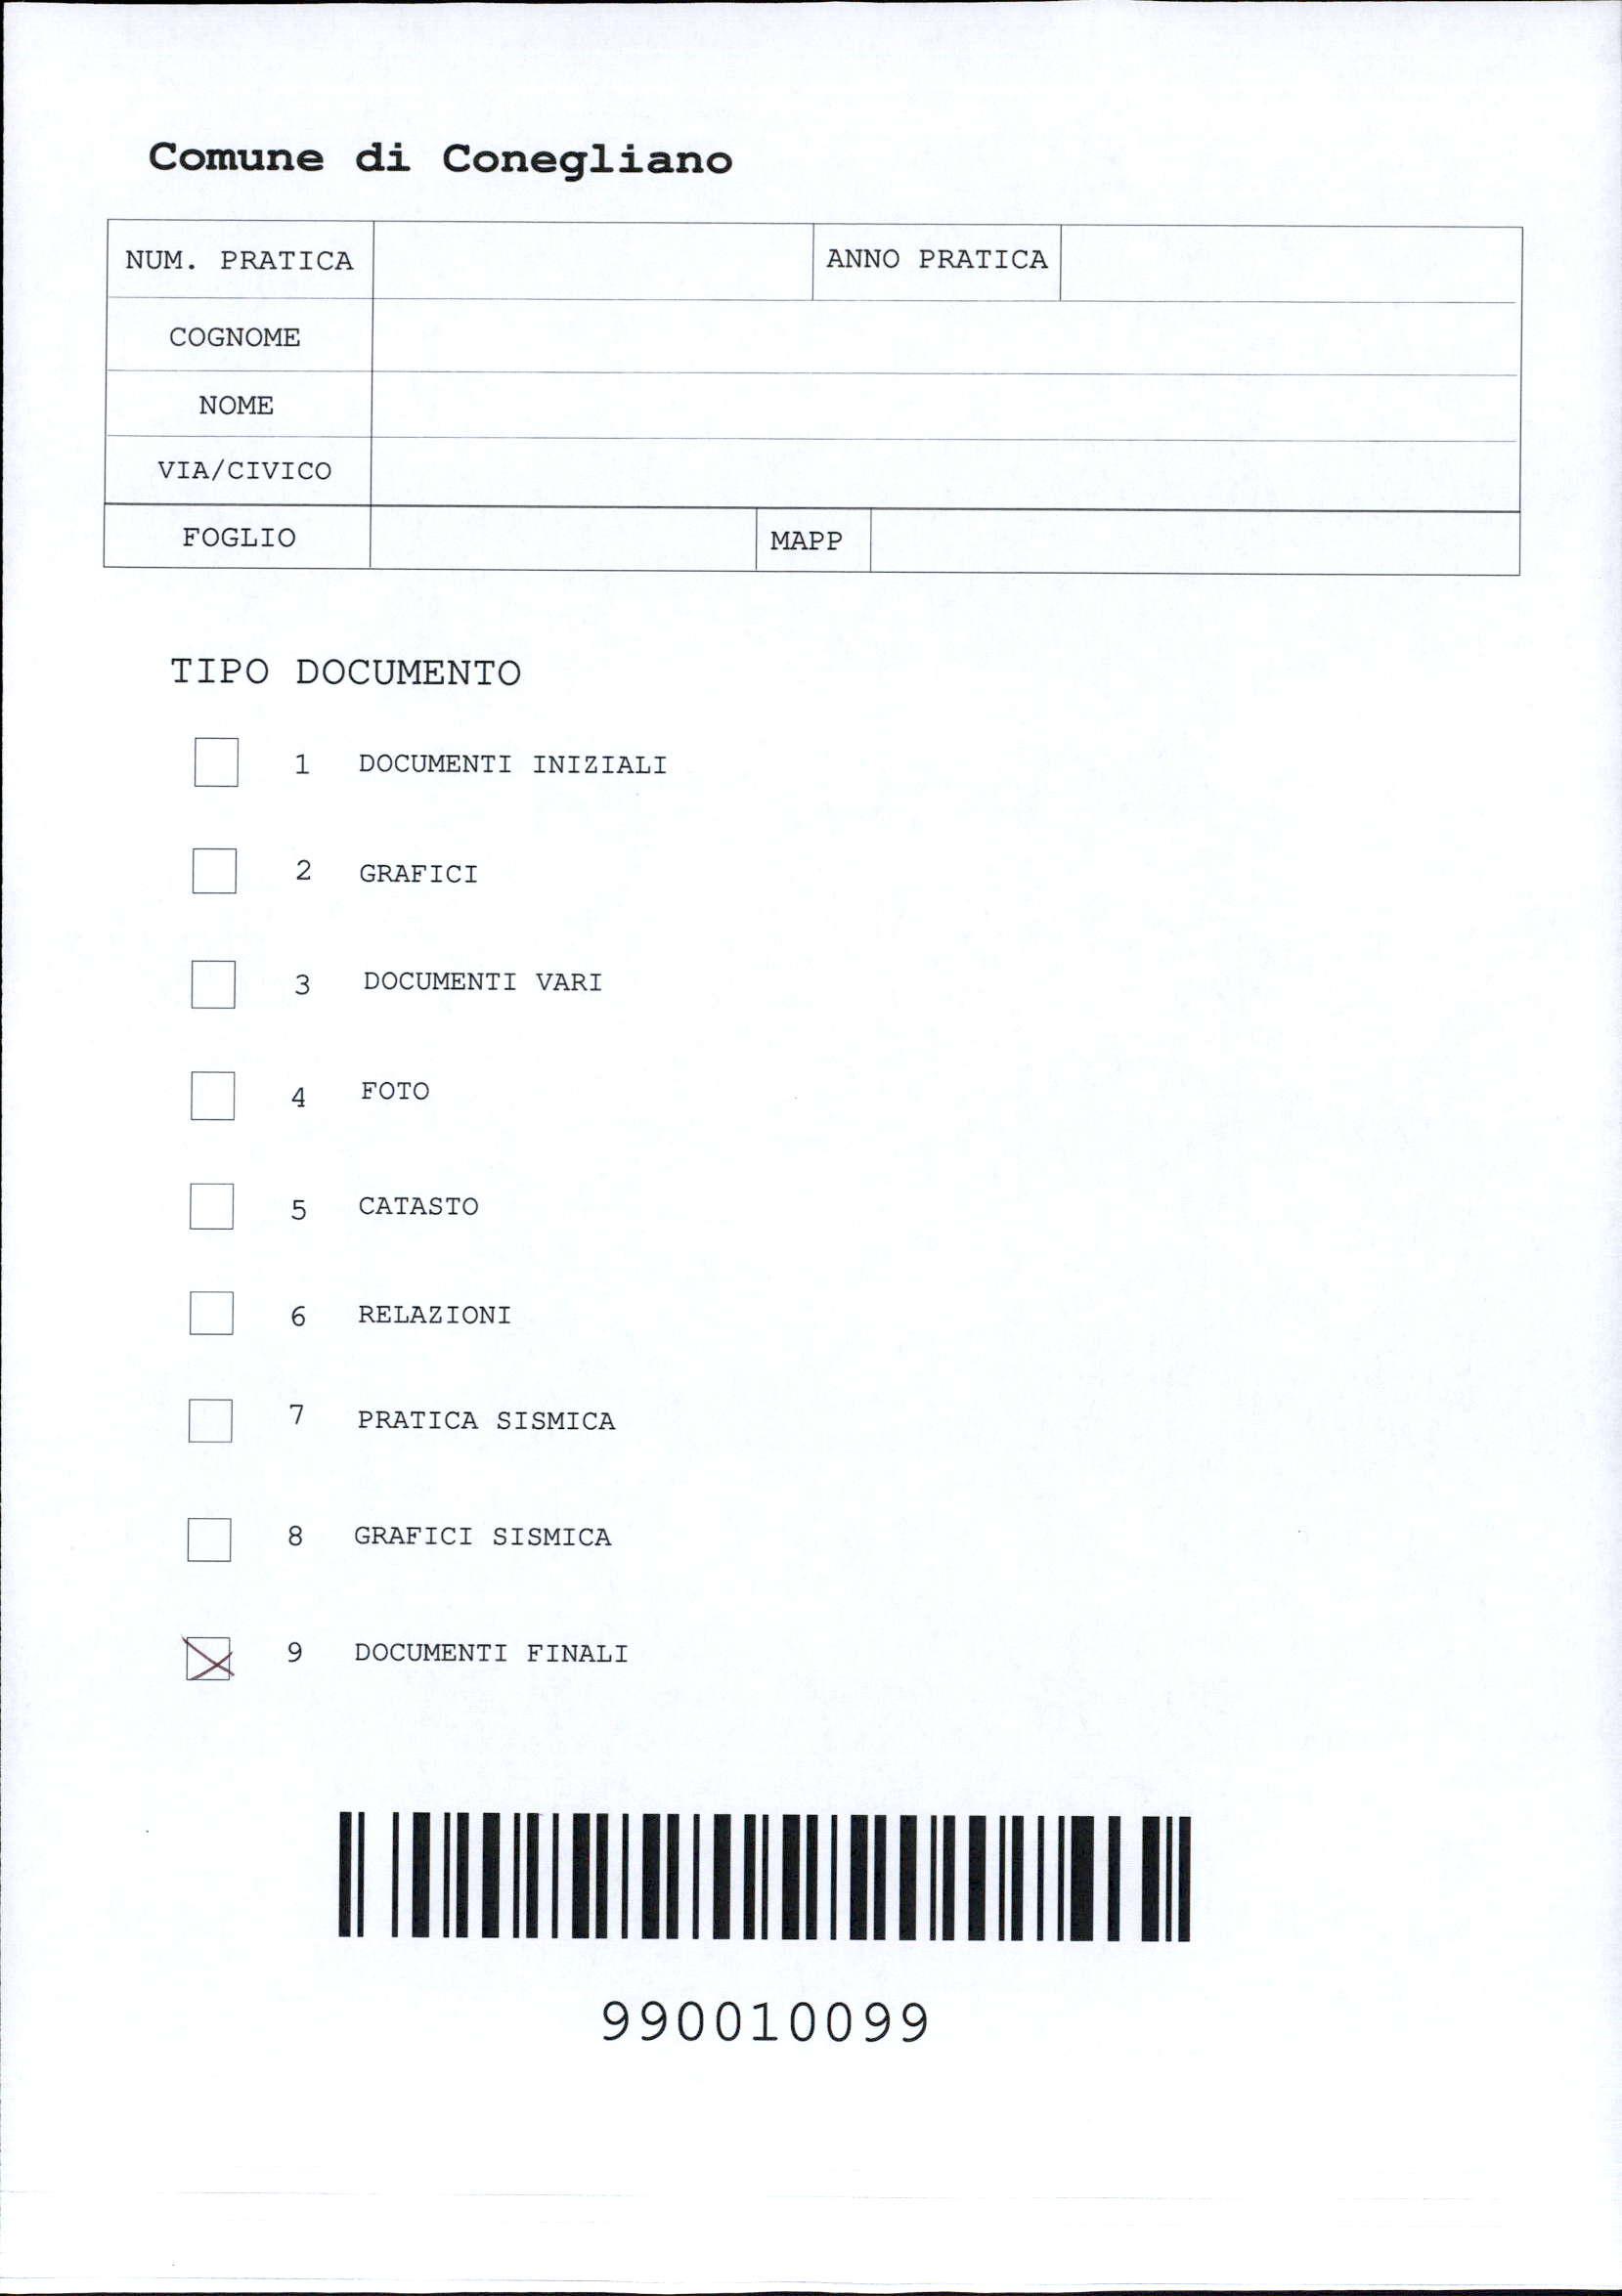 Comune di Conegliano
NUM. PRATICA ANNO PRATICA
COGNOME
NOME
VIA/CIVICO
FOGLIO MAPP
TIPO DOCUMENTO
1 DOCUMENTI INIZIALI
2 GRAFICI
3 DOCUMENTI VARI
4 FOTO
5 CATASTO
6 RELAZIONI
7 PRATICA SISMICA
8 GRAFICI SISMICA
9 DOCUMENTI FINALI
990010099